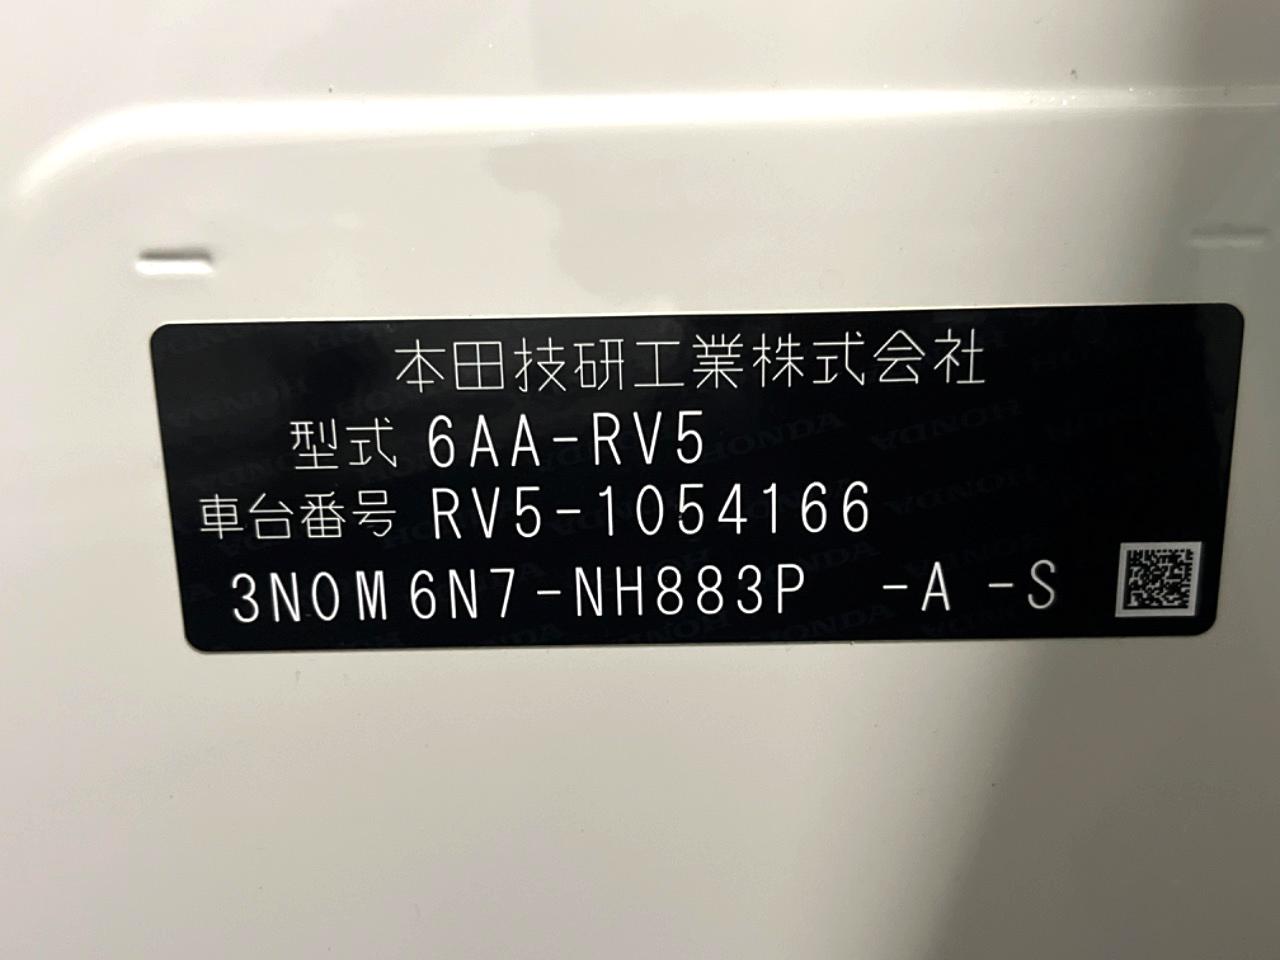 本田技研工業株式会社
型式 6AA-RV5
車台番号 RV5-1054166
3N0M6N7-NH883P -A -S